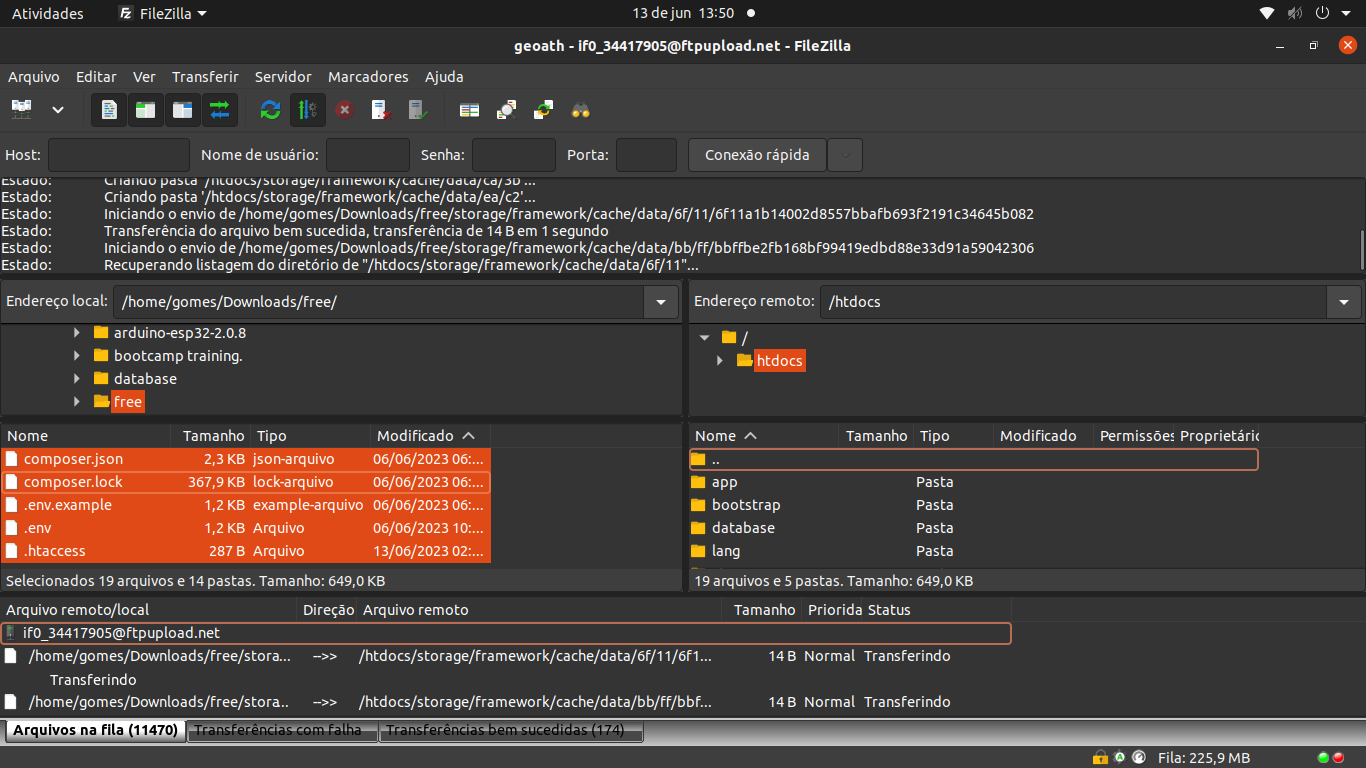 Atividades FileZilla 13 de jun 13:50
geoath - if0_34417905@ftpupload.net - FileZilla
Arquivo Editar Ver Transferir Servidor Marcadores Ajuda
Host: Nome de usuário: Senha: Porta: Conexão rápida
Estado: Criando pasta '/htdocs/storage/framework/cache/data/ca/3b'...
Estado: Criando pasta '/htdocs/storage/framework/cache/data/ea/c2'...
Estado: Iniciando o envio de /home/gomes/Downloads/free/storage/framework/cache/data/6f/11/6f11a1b14002d8557bbafb693f2191c34645b082
Estado: Transferência do arquivo bem sucedida, transferência de 14 B em 1 segundo
Estado: Iniciando o envio de /home/gomes/Downloads/free/storage/framework/cache/data/bb/ff/bbffbe2fb168bf99419edbd88e33d91a59042306
Estado: Recuperando listagem do diretório de "/htdocs/storage/framework/cache/data/6f/11"...
Endereço local: /home/gomes/Downloads/free/
arduino-esp32-2.0.8
bootcamp training.
database
free
Endereço remoto: /htdocs
/
htdocs
Nome Tamanho Tipo Modificado
composer.json 2,3 KB json-arquivo 06/06/2023 06:...
composer.lock 367,9 KB lock-arquivo 06/06/2023 06:...
.env.example 1,2 KB example-arquivo 06/06/2023 06:...
.env 1,2 KB Arquivo 06/06/2023 10:...
.htaccess 287 B Arquivo 13/06/2023 02:...
Selecionados 19 arquivos e 14 pastas. Tamanho: 649,0 KB
Nome Tamanho Tipo Modificado Permissões Proprietário
..
app Pasta
bootstrap Pasta
database Pasta
lang Pasta
19 arquivos e 5 pastas. Tamanho: 649,0 KB
Arquivo remoto/local Direção Arquivo remoto Tamanho Priorida Status
if0_34417905@ftpupload.net
/home/gomes/Downloads/free/stora... -->> /htdocs/storage/framework/cache/data/6f/11/6f1... 14 B Normal Transferindo
Transferindo
/home/gomes/Downloads/free/stora... -->> /htdocs/storage/framework/cache/data/bb/ff/bbf... 14 B Normal Transferindo
Arquivos na fila (11470) Transferências com falha Transferências bem sucedidas (174)
Fila: 225,9 MB